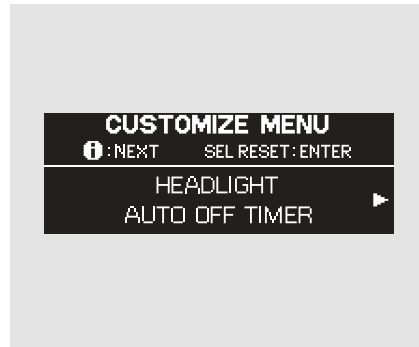 CUSTOMIZE MENU
i:NEXT SEL RESET:ENTER
HEADLIGHT
AUTO OFF TIMER